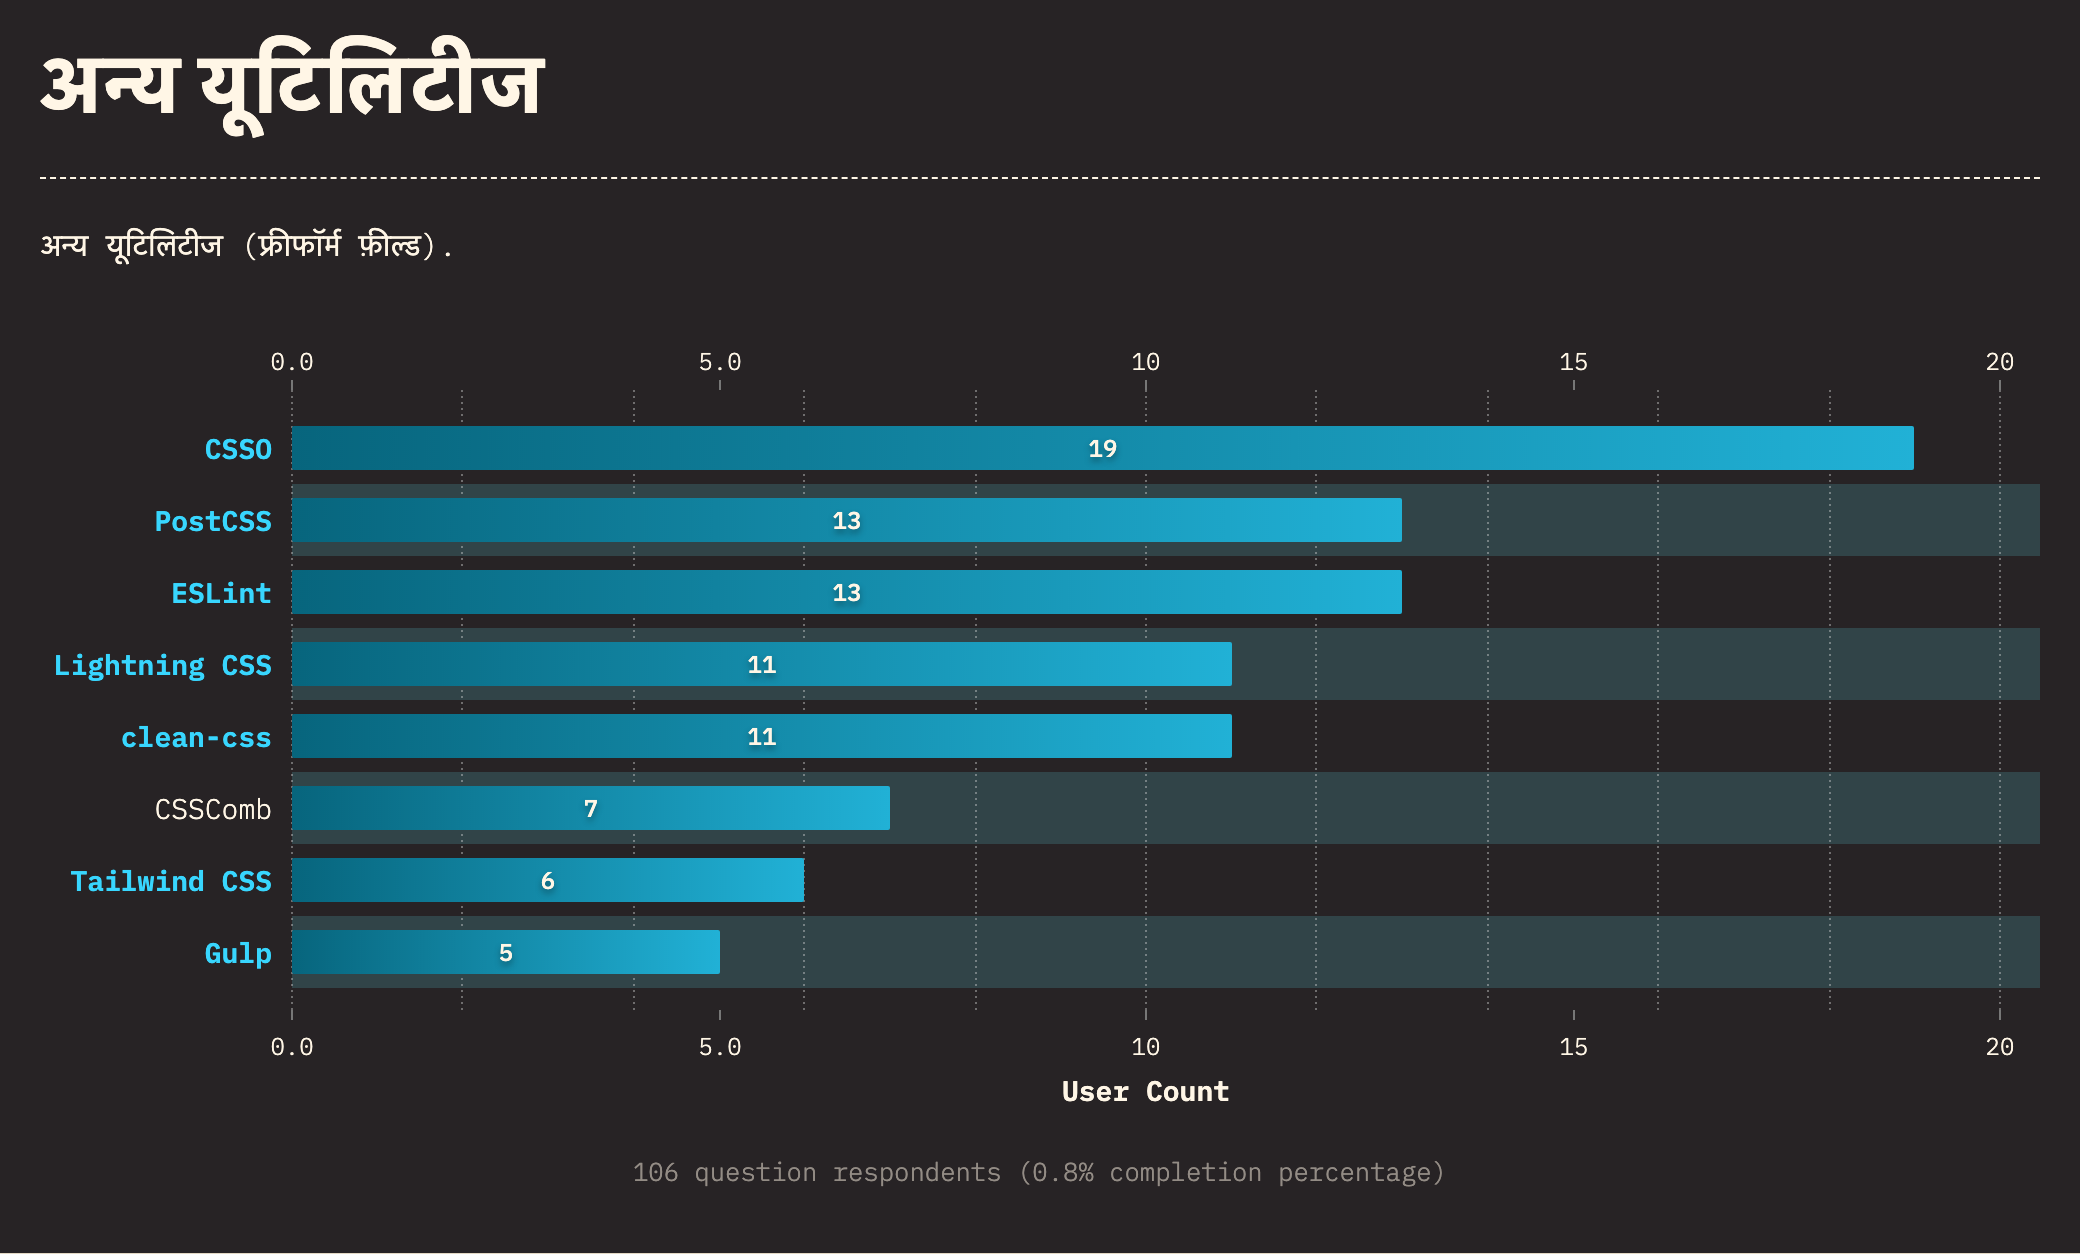 अन्य यूटिलिटीज
अन्य यूटिलिटीज (फ्रीफॉर्म फ़ील्ड).
0.0 5.0 10 15 20
CSSO 19
PostCSS 13
ESLint 13
Lightning CSS 11
clean-css 11
CSSComb 7
Tailwind CSS 6
Gulp 5
0.0 5.0 10 15 20
User Count
106 question respondents (0.8% completion percentage)